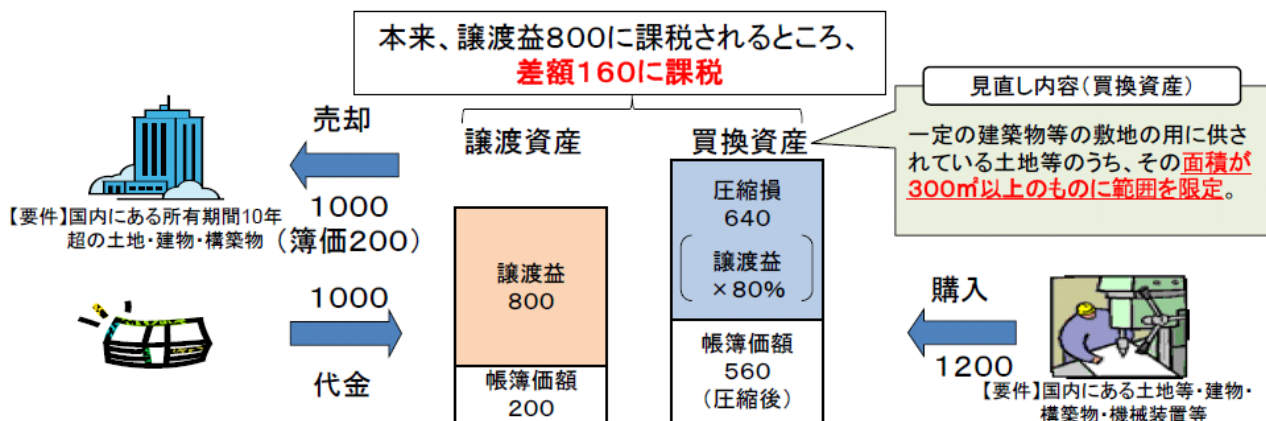 本来、譲渡益800に課税されるところ、
差額160に課税
見直し内容(買換資産)
一定の建築物等の敷地の用に供さ
れている土地等のうち、その面積が
300㎡以上のものに範囲を限定。
売却
1000
(簿価200)
【要件】国内にある所有期間10年
超の土地・建物・構築物
1000
代金
譲渡資産
譲渡益
800
帳簿価額
200
買換資産
圧縮損
640
譲渡益
×80%
帳簿価額
560
(圧縮後)
購入
1200
【要件】国内にある土地等・建物・
構築物・機械装置等